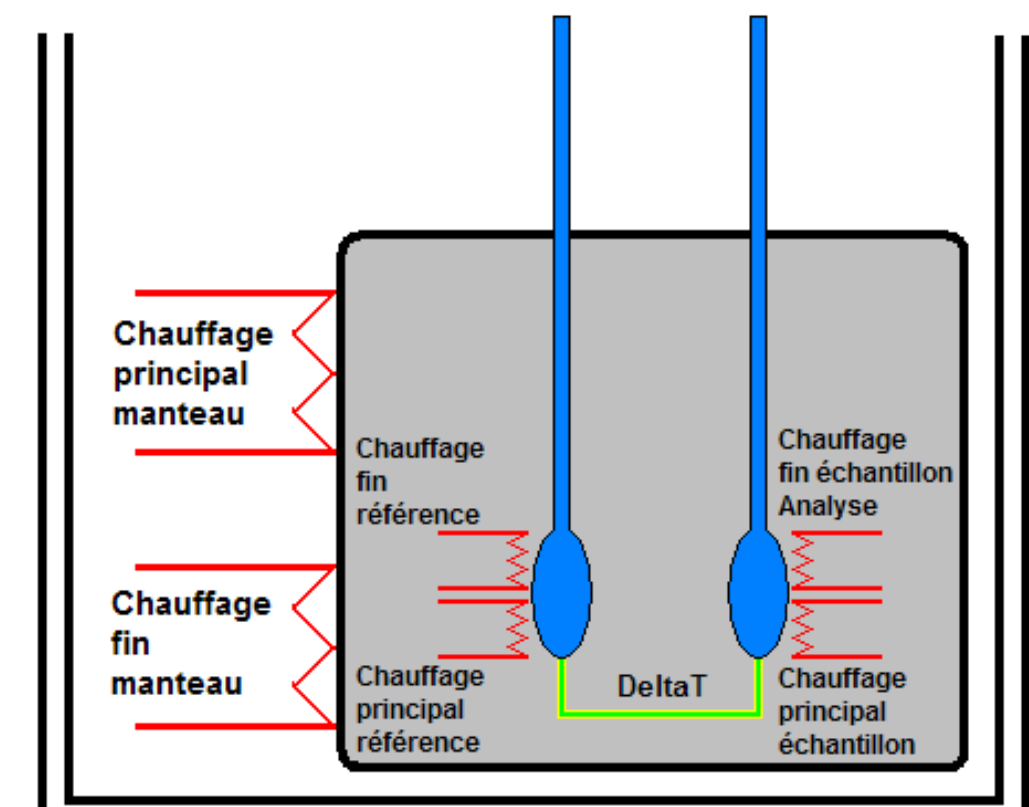 Chauffage
principal
manteau
Chauffage
fin
référence
Chauffage
fin échantillon
Analyse
Chauffage
fin
manteau
Chauffage
principal
référence
DeltaT
Chauffage
principal
échantillon